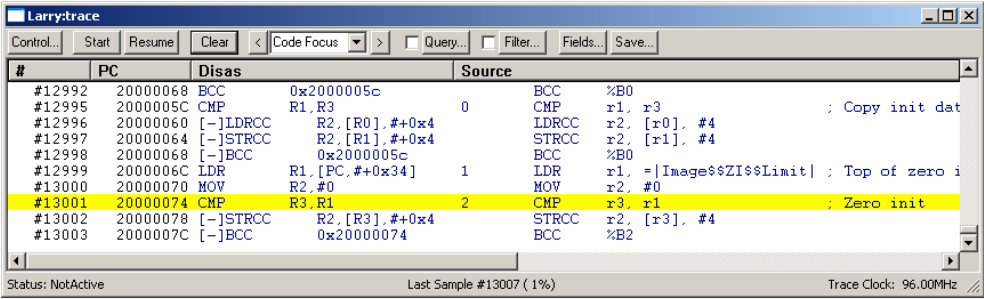 Larry:trace
Control... Start Resume Clear < Code Focus > Query... Filter... Fields... Save...
# PC Disas Source
#12992 20000068 BCC 0x2000005c BCC %B0
#12995 2000005C CMP R1,R3 0 CMP r1, r3 ; Copy init dat
#12996 20000060 [-]LDRCC R2,[R0],#+0x4 LDRCC r2, [r0], #4
#12997 20000064 [-]STRCC R2,[R1],#+0x4 STRCC r2, [r1], #4
#12998 20000068 [-]BCC 0x2000005c BCC %B0
#12999 2000006C LDR R1,[PC,#+0x34] 1 LDR r1, =|Image$$ZI$$Limit| ; Top of zero i
#13000 20000070 MOV R2,#0 MOV r2, #0
#13001 20000074 CMP R3,R1 2 CMP r3, r1 ; Zero init
#13002 20000078 [-]STRCC R2,[R3],#+0x4 STRCC r2, [r3], #4
#13003 2000007C [-]BCC 0x20000074 BCC %B2
Status: NotActive Last Sample #13007 ( 1%) Trace Clock: 96.00MHz